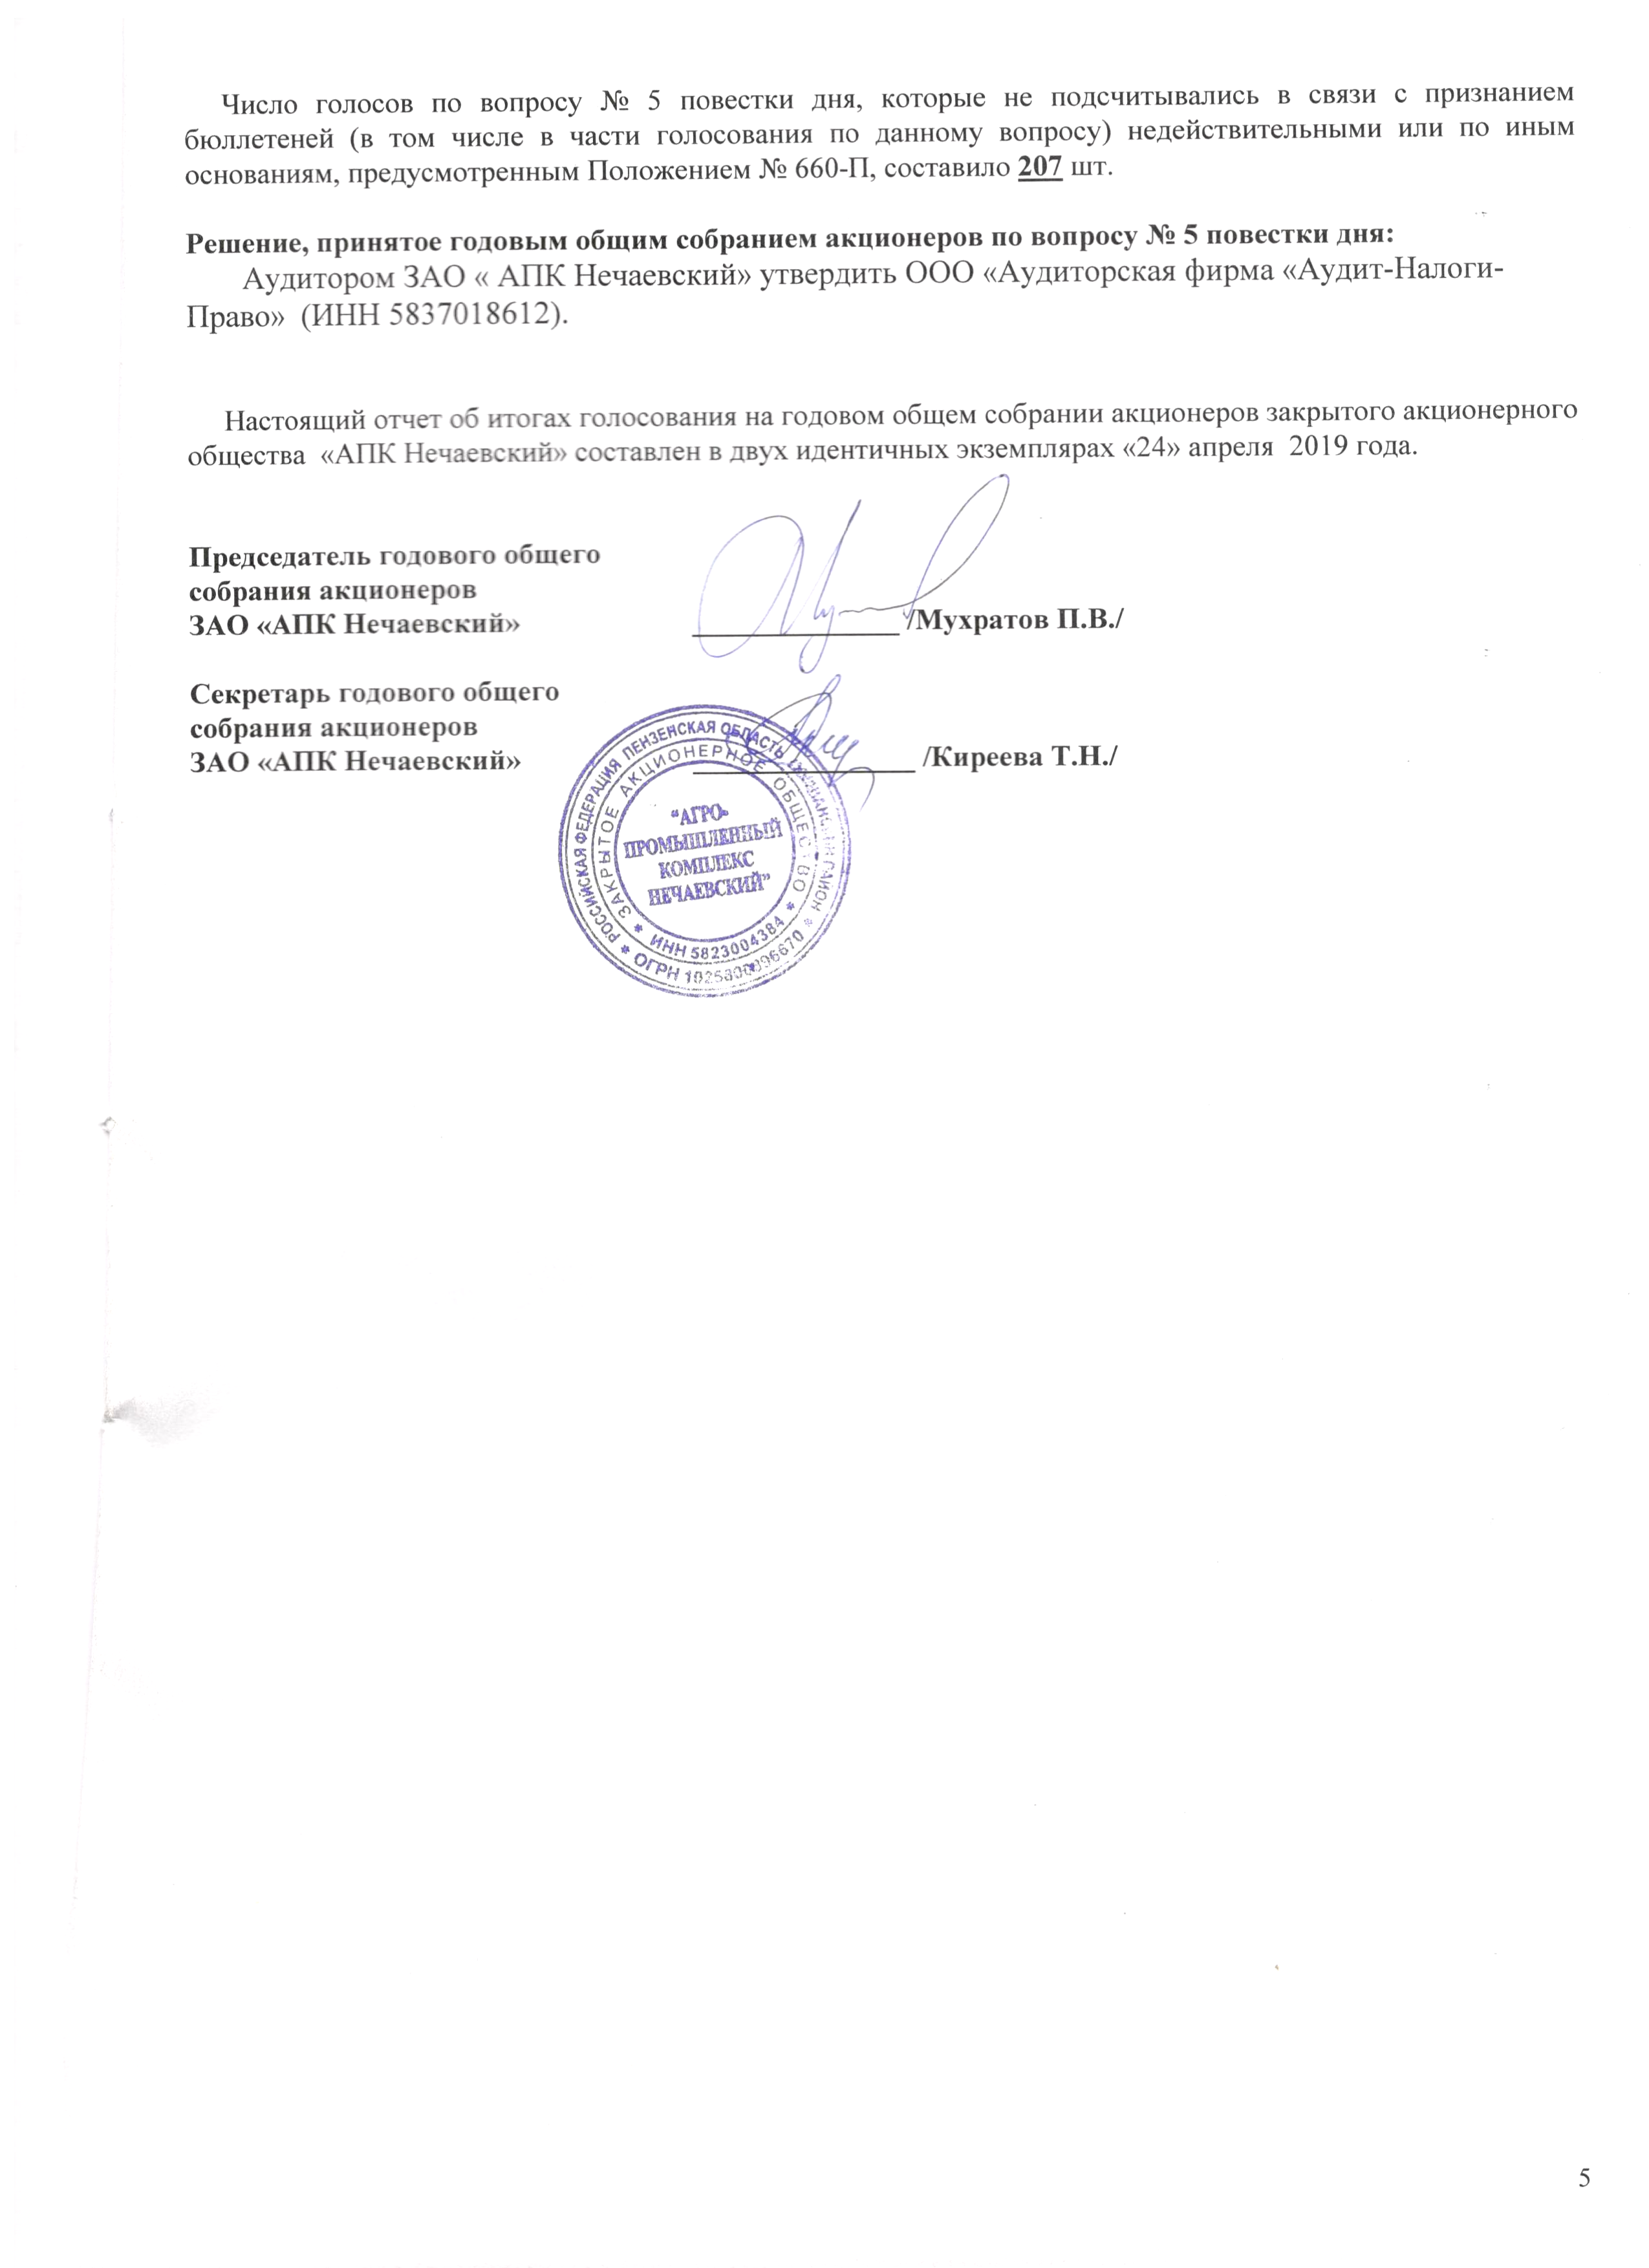 Число голосов по вопросу № 5 повестки дня, которые не подсчитывались в связи с признанием
бюллетеней (в том числе в части голосования по данному вопросу) недействительными или по иным
основаниям, предусмотренным Положением № 660-П, составило 207 шт.
Решение, принятое годовым общим собранием акционеров по вопросу № 5 повестки дня:
Аудитором ЗАО « АПК Нечаевский» утвердить ООО «Аудиторская фирма «Аудит-Налоги-
Право» (ИНН 5837018612).
Настоящий отчет об итогах голосования на годовом общем собрании акционеров закрытого акционерного
общества «АПК Нечаевский» составлен в двух идентичных экземплярах «24» апреля 2019 года.
Председатель годового общего
собрания акционеров
ЗАО «АПК Нечаевский» /Мухратов П.В./
Секретарь годового общего
собрания акционеров
ЗАО «АПК Нечаевский» /Киреева Т.Н./
РОССИЙСКАЯ ФЕДЕРАЦИЯ ПЕНЗЕНСКАЯ ОБЛАСТЬ РАЙОН
ЗАКРЫТОЕ АКЦИОНЕРНОЕ ОБЩЕСТВО
"АГРО-
ПРОМЫШЛЕННЫЙ
КОМПЛЕКС
НЕЧАЕВСКИЙ"
ИНН 5823004384
ОГРН
5